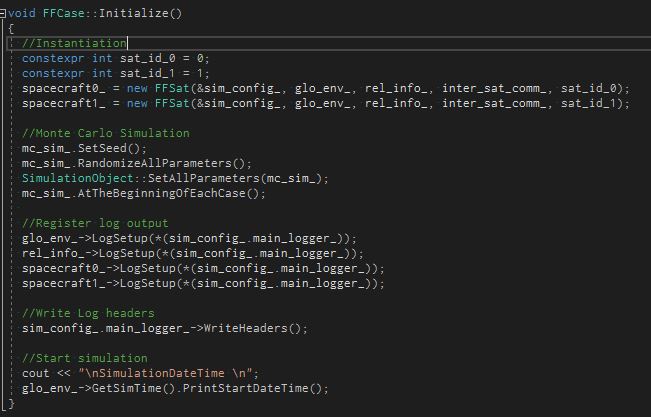 void FFCase::Initialize()
{
//Instantiation
constexpr int sat_id_0 = 0;
constexpr int sat_id_1 = 1;
spacecraft0_ = new FFSat(&sim_config_, glo_env_, rel_info_, inter_sat_comm_, sat_id_0);
spacecraft1_ = new FFSat(&sim_config_, glo_env_, rel_info_, inter_sat_comm_, sat_id_1);
//Monte Carlo Simulation
mc_sim_.SetSeed();
mc_sim_.RandomizeAllParameters();
SimulationObject::SetAllParameters(mc_sim_);
mc_sim_.AtTheBeginningOfEachCase();
//Register log output
glo_env_->LogSetup(*(sim_config_.main_logger_));
rel_info_->LogSetup(*(sim_config_.main_logger_));
spacecraft0_->LogSetup(*(sim_config_.main_logger_));
spacecraft1_->LogSetup(*(sim_config_.main_logger_));
//Write Log headers
sim_config_.main_logger_->WriteHeaders();
//Start simulation
cout << "\nSimulationDateTime \n";
glo_env_->GetSimTime().PrintStartDateTime();
}